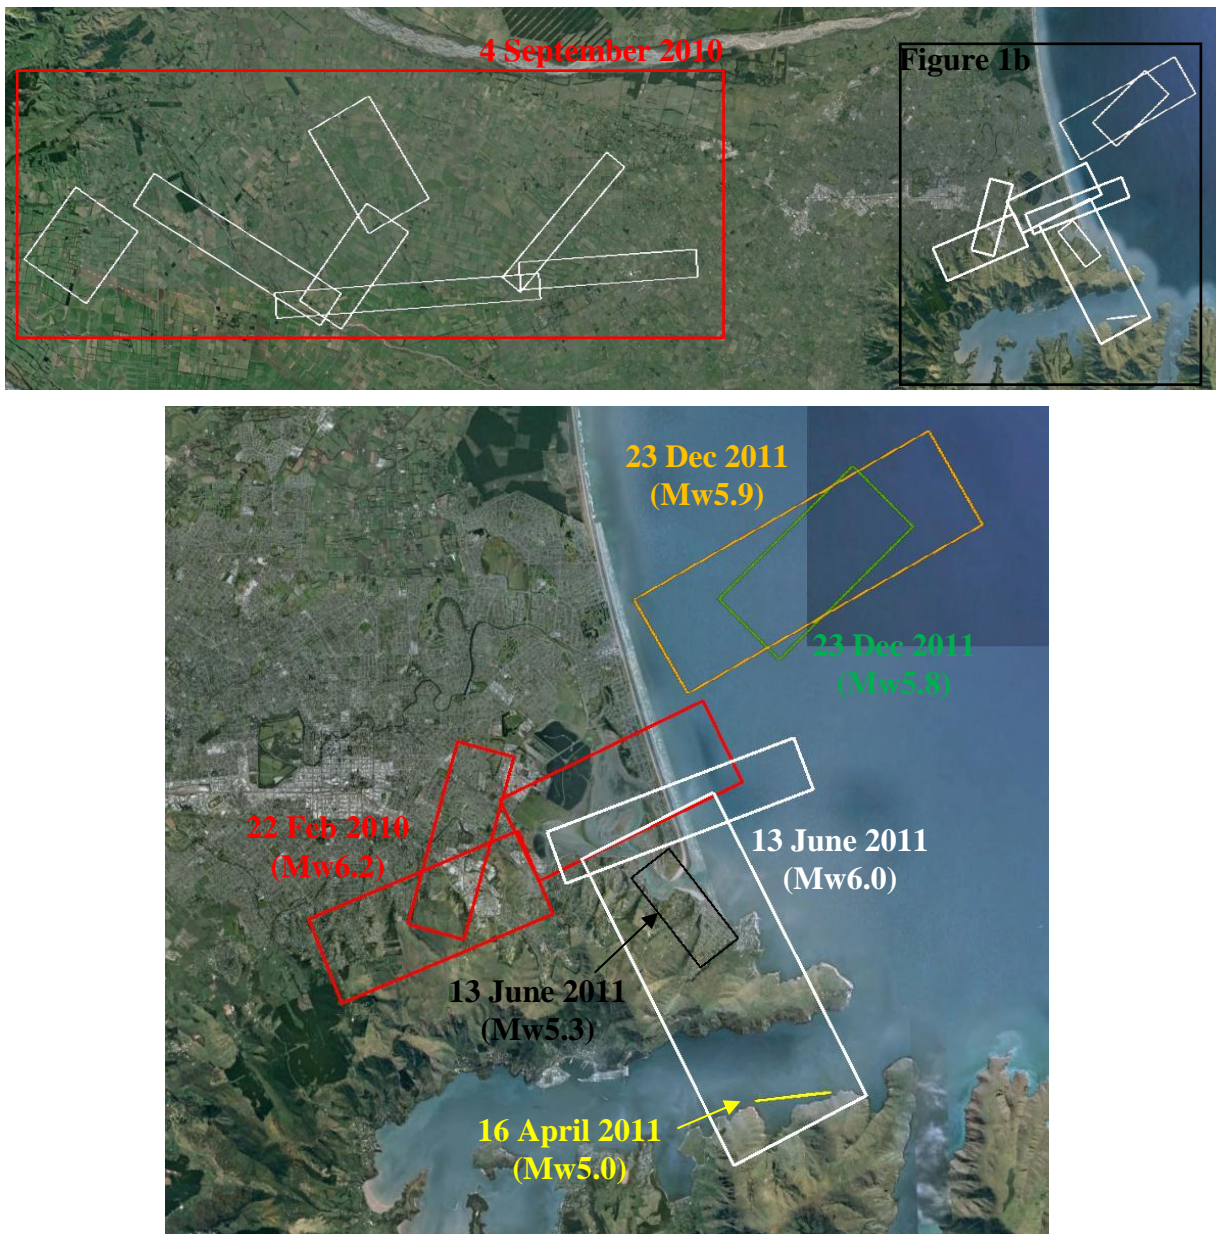 4 September 2010
Figure 1b
23 Dec 2011
(Mw5.9)
23 Dec 2011
(Mw5.8)
22 Feb 2010
(Mw6.2)
13 June 2011
(Mw6.0)
13 June 2011
(Mw5.3)
16 April 2011
(Mw5.0)